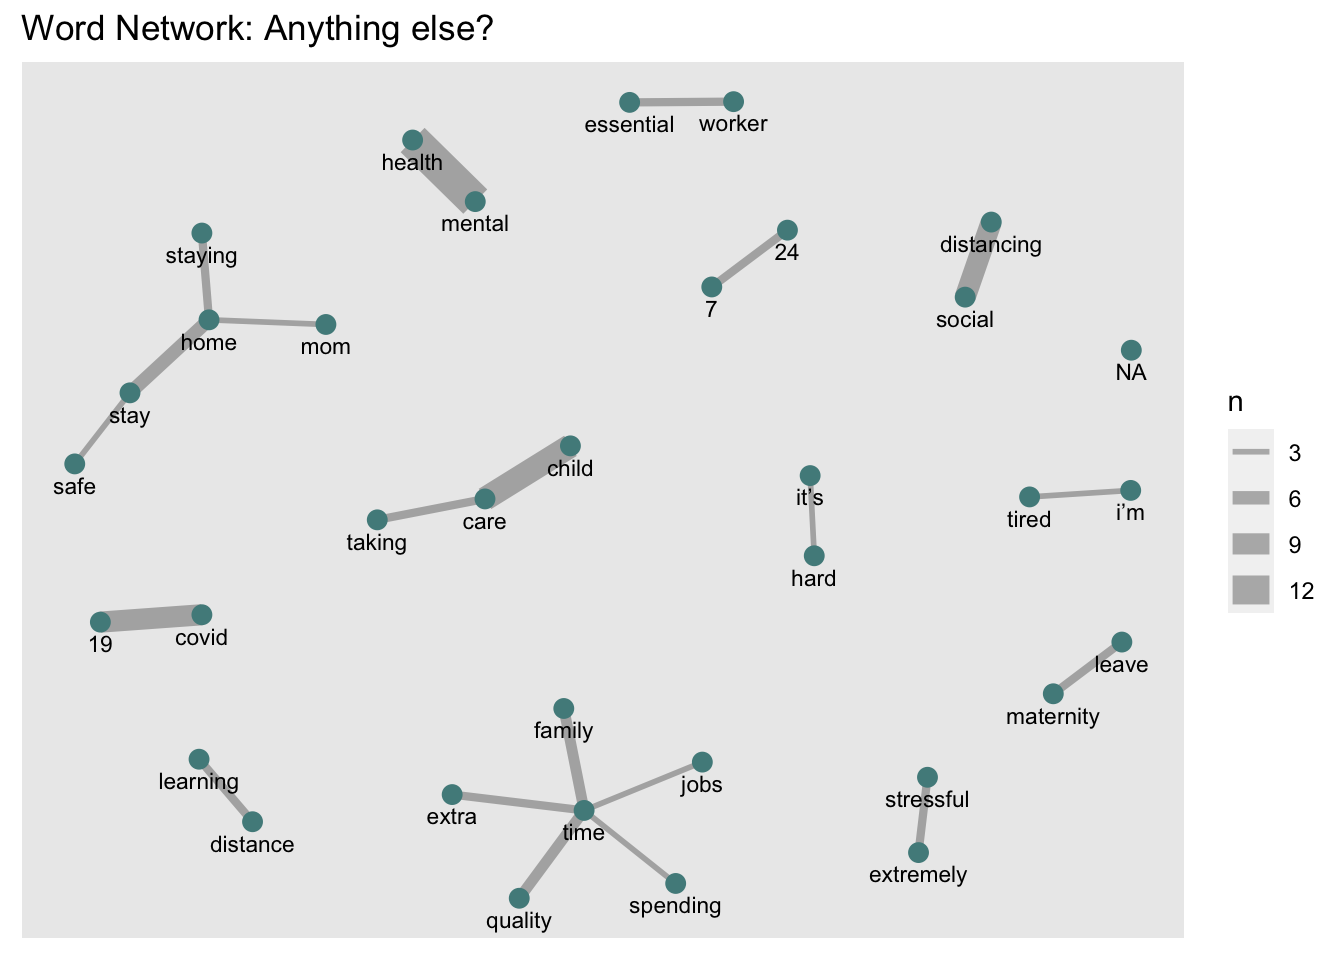 Word Network: Anything else?
essential
worker
health
mental
staying
24
distancing
7
social
home
mom
NA
stay
safe
child
it’s
care
taking
tired
i’m
hard
19
covid
leave
maternity
family
learning
jobs
stressful
extra
time
distance
extremely
quality
spending
n
3
6
9
12